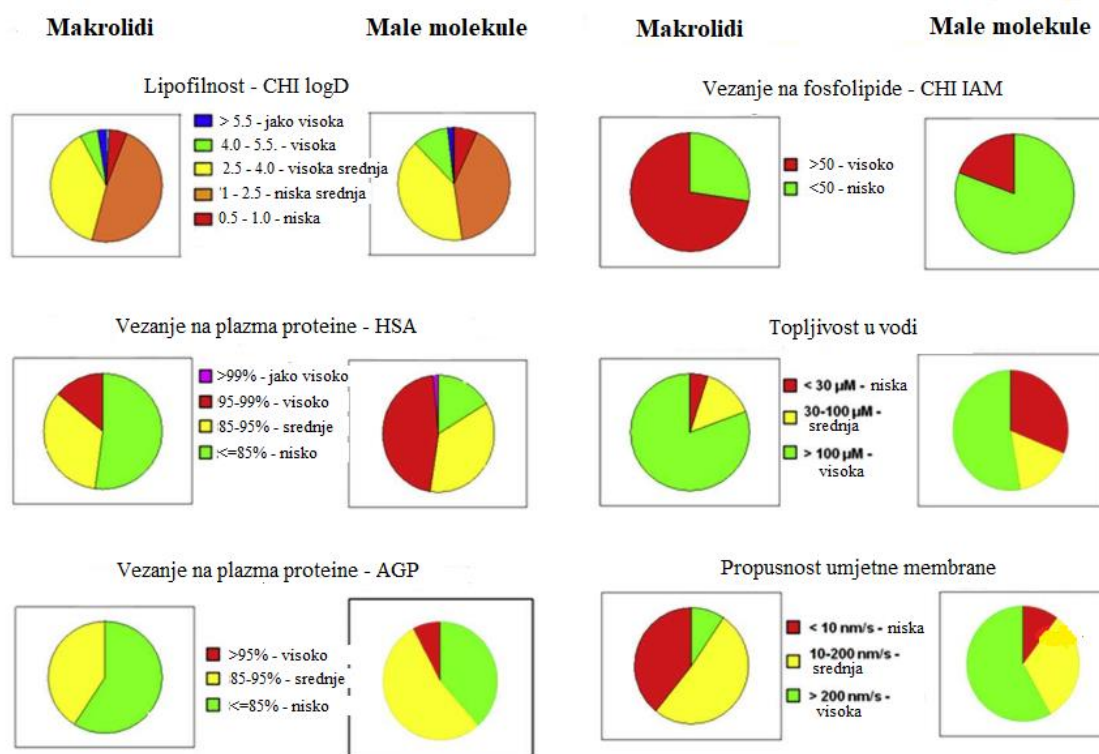 Makrolidi
Male molekule
Lipofilnost - CHI logD
> 5.5 - jako visoka
4.0 - 5.5. - visoka
2.5 - 4.0 - visoka srednja
'1 - 2.5 - niska srednja
0.5 - 1.0 - niska
Vezanje na plazma proteine - HSA
>99% - jako visoko
95-99% - visoko
85-95% - srednje
:<=85% - nisko
Vezanje na plazma proteine - AGP
>95% - visoko
85-95% - srednje
:<=85% - nisko
Makrolidi
Male molekule
Vezanje na fosfolipide - CHI IAM
>50 - visoko
<50 - nisko
Topljivost u vodi
< 30 µM - niska
30-100 µM -
srednja
> 100 µM -
visoka
Propusnost umjetne membrane
< 10 nm/s - niska
10-200 nm/s -
srednja
> 200 nm/s -
visoka